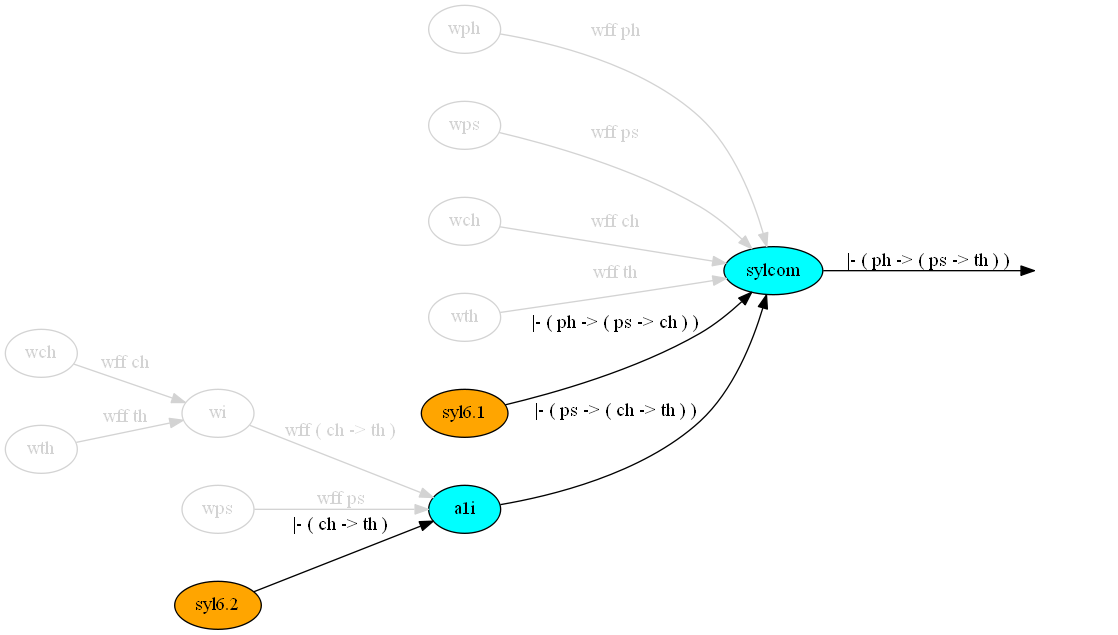 wph
wff ph
wps
wff ps
wch
wff ch
sylcom
|- ( ph -> ( ps -> th ) )
wff th
wth
|- ( ph -> ( ps -> ch ) )
wch
wff ch
wi
syl6.1
|- ( ps -> ( ch -> th ) )
wff th
wth
wff ( ch -> th )
wps
wff ps
a1i
|- ( ch -> th )
syl6.2